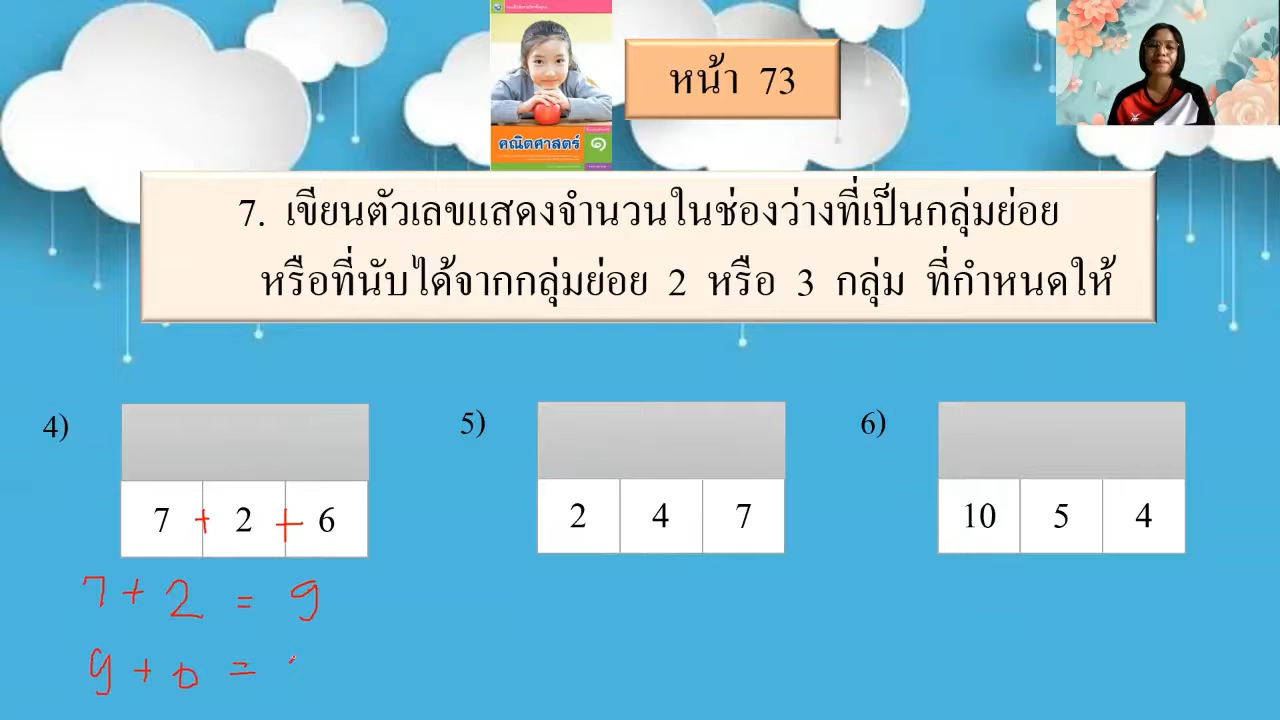 คณิตศาสตร์ ๑
หน้า 73
7. เขียนตัวเลขแสดงจำนวนในช่องว่างที่เป็นกลุ่มย่อย
หรือที่นับได้จากกลุ่มย่อย 2 หรือ 3 กลุ่ม ที่กำหนดให้
4)
7 + 2 + 6
7 + 2 = 9
9 + 6 =
5)
2 4 7
6)
10 5 4